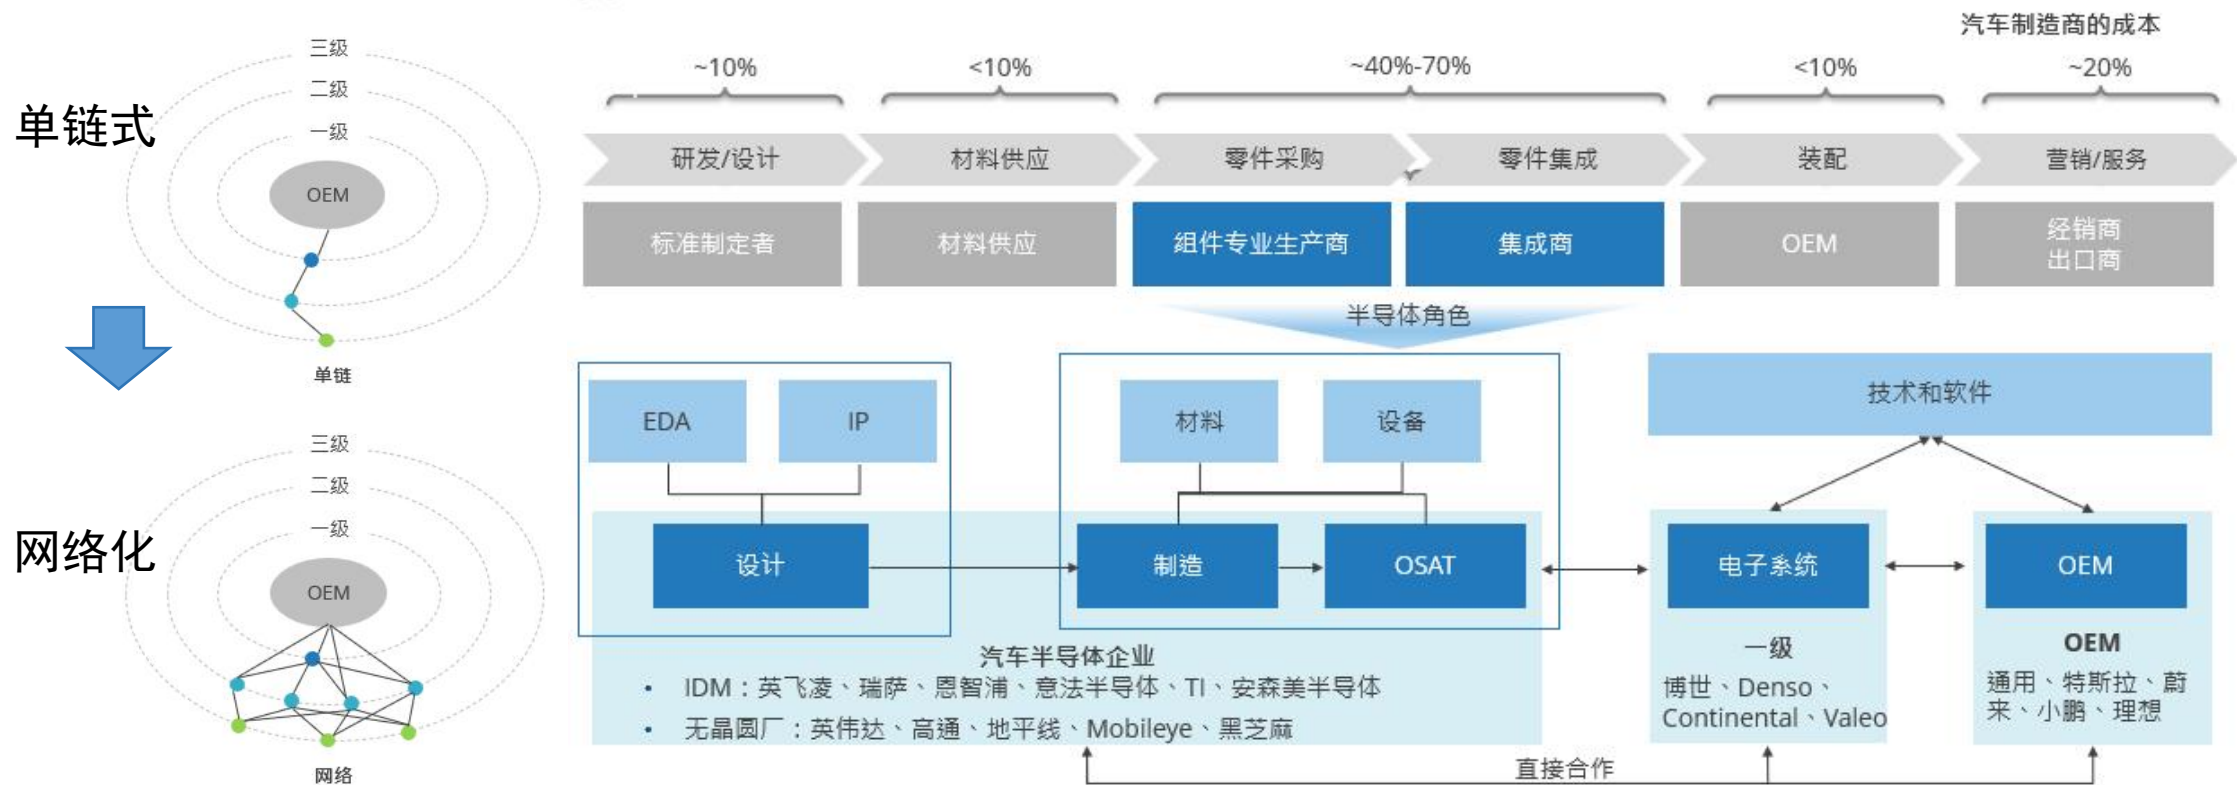 汽车制造商的成本
~10%
<10%
~40%-70%
<10%
~20%
研发/设计
材料供应
零件采购
零件集成
装配
营销/服务
标准制定者
材料供应
组件专业生产商
集成商
OEM
经销商
出口商
半导体角色
单链式
三级
二级
一级
OEM
单链
网络化
三级
二级
一级
OEM
网络
EDA
IP
材料
设备
技术和软件
设计
制造
OSAT
电子系统
OEM
汽车半导体企业
• IDM：英飞凌、瑞萨、恩智浦、意法半导体、TI、安森美半导体
• 无晶圆厂：英伟达、高通、地平线、Mobileye、黑芝麻
一级
博世、Denso、
Continental、Valeo
OEM
通用、特斯拉、蔚
来、小鹏、理想
直接合作